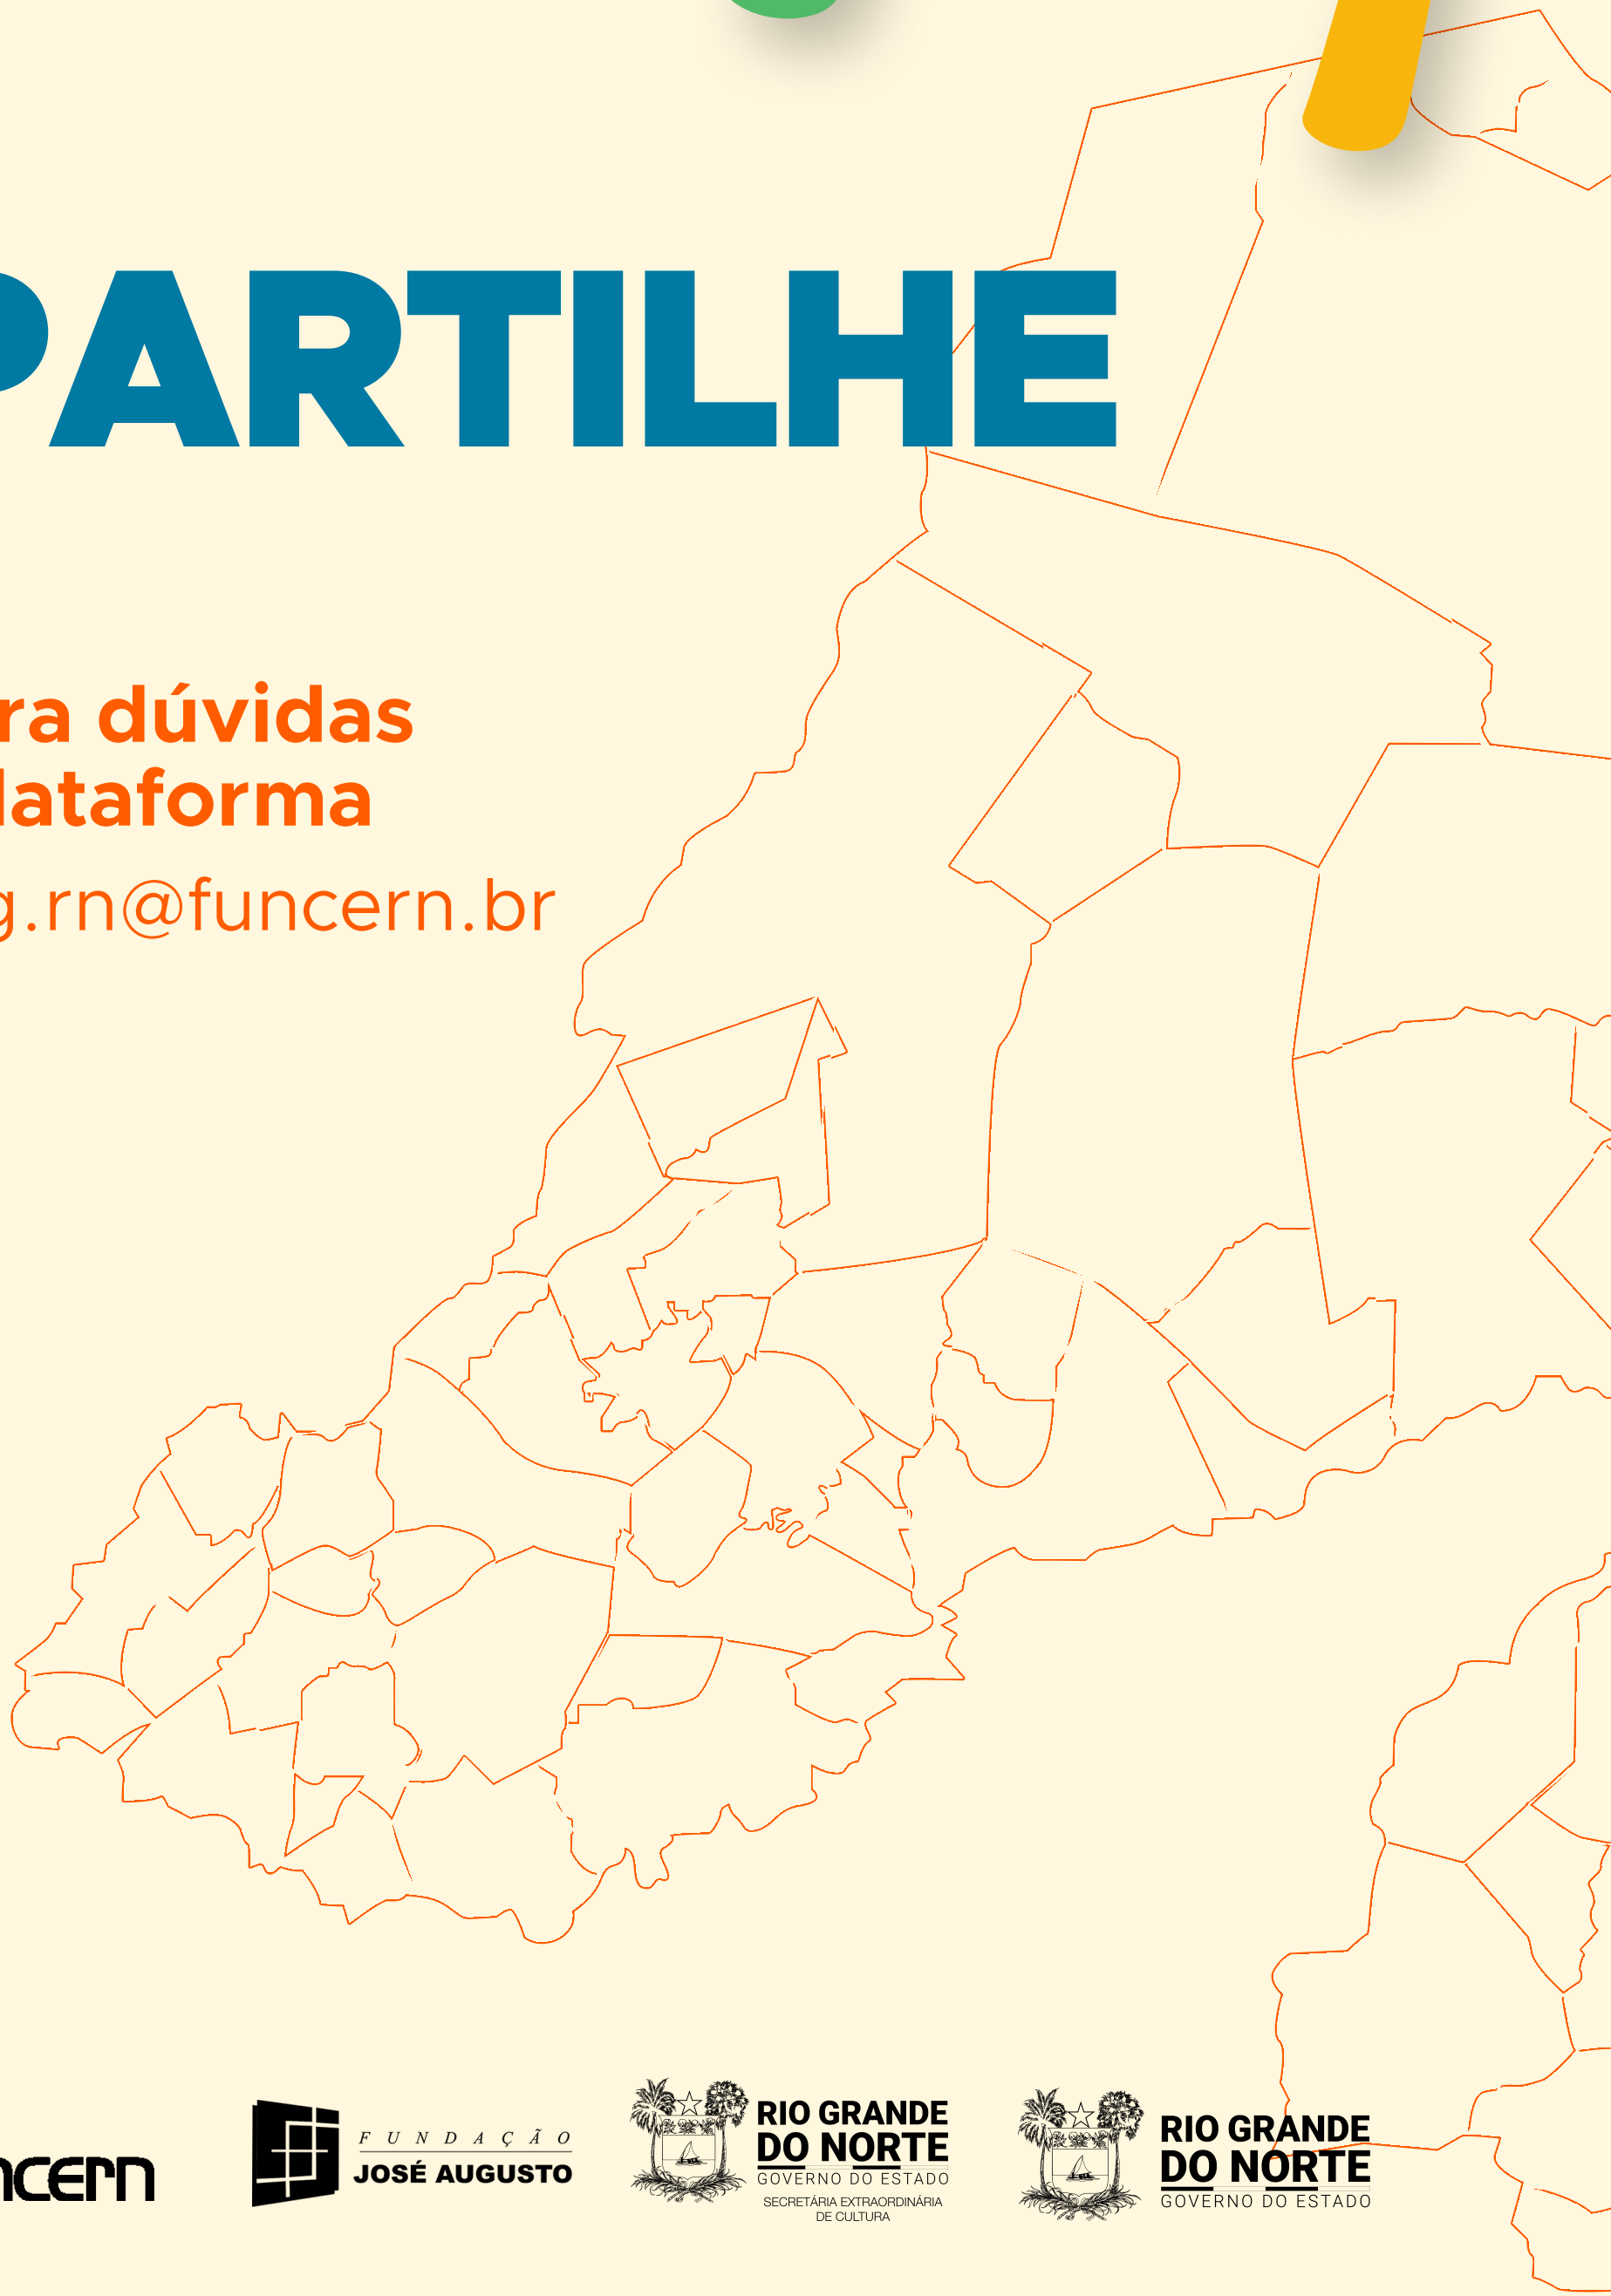 PARTILHE
ra dúvidas
lataforma
g.rn@funcern.br
ncern
FUNDAÇÃO
JOSÉ AUGUSTO
RIO GRANDE
DO NORTE
GOVERNO DO ESTADO
SECRETÁRIA EXTRAORDINÁRIA
DE CULTURA
RIO GRANDE
DO NORTE
GOVERNO DO ESTADO